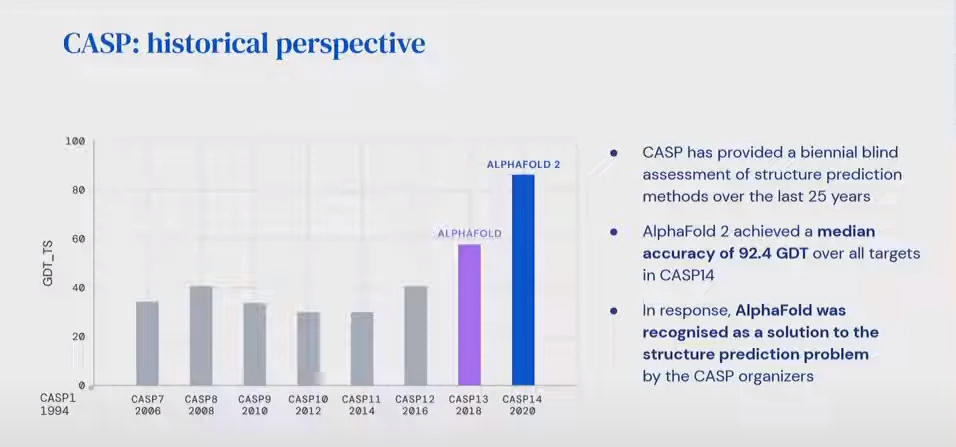 CASP: historical perspective
100
80
60
40
20
0
GDT_TS
ALPHAFOLD
ALPHAFOLD 2
CASP1
1994
CASP7
2006
CASP8
2008
CASP9
2010
CASP10
2012
CASP11
2014
CASP12
2016
CASP13
2018
CASP14
2020
• CASP has provided a biennial blind
assessment of structure prediction
methods over the last 25 years
• AlphaFold 2 achieved a median
accuracy of 92.4 GDT over all targets
in CASP14
• In response, AlphaFold was
recognised as a solution to the
structure prediction problem
by the CASP organizers